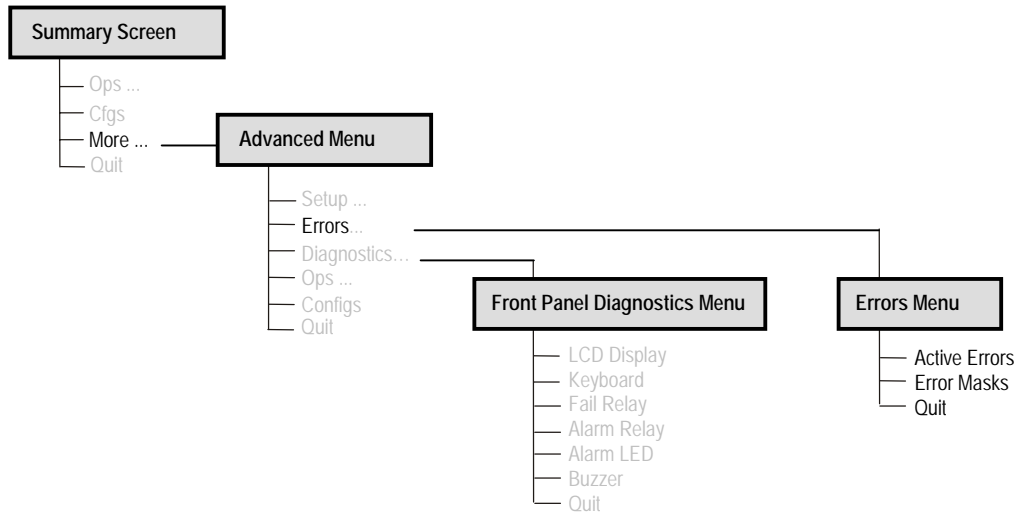 Summary Screen
Ops ...
Cfgs
More ...
Quit
Advanced Menu
Setup ...
Errors...
Diagnostics...
Ops ...
Configs
Quit
Front Panel Diagnostics Menu
LCD Display
Keyboard
Fail Relay
Alarm Relay
Alarm LED
Buzzer
Quit
Errors Menu
Active Errors
Error Masks
Quit